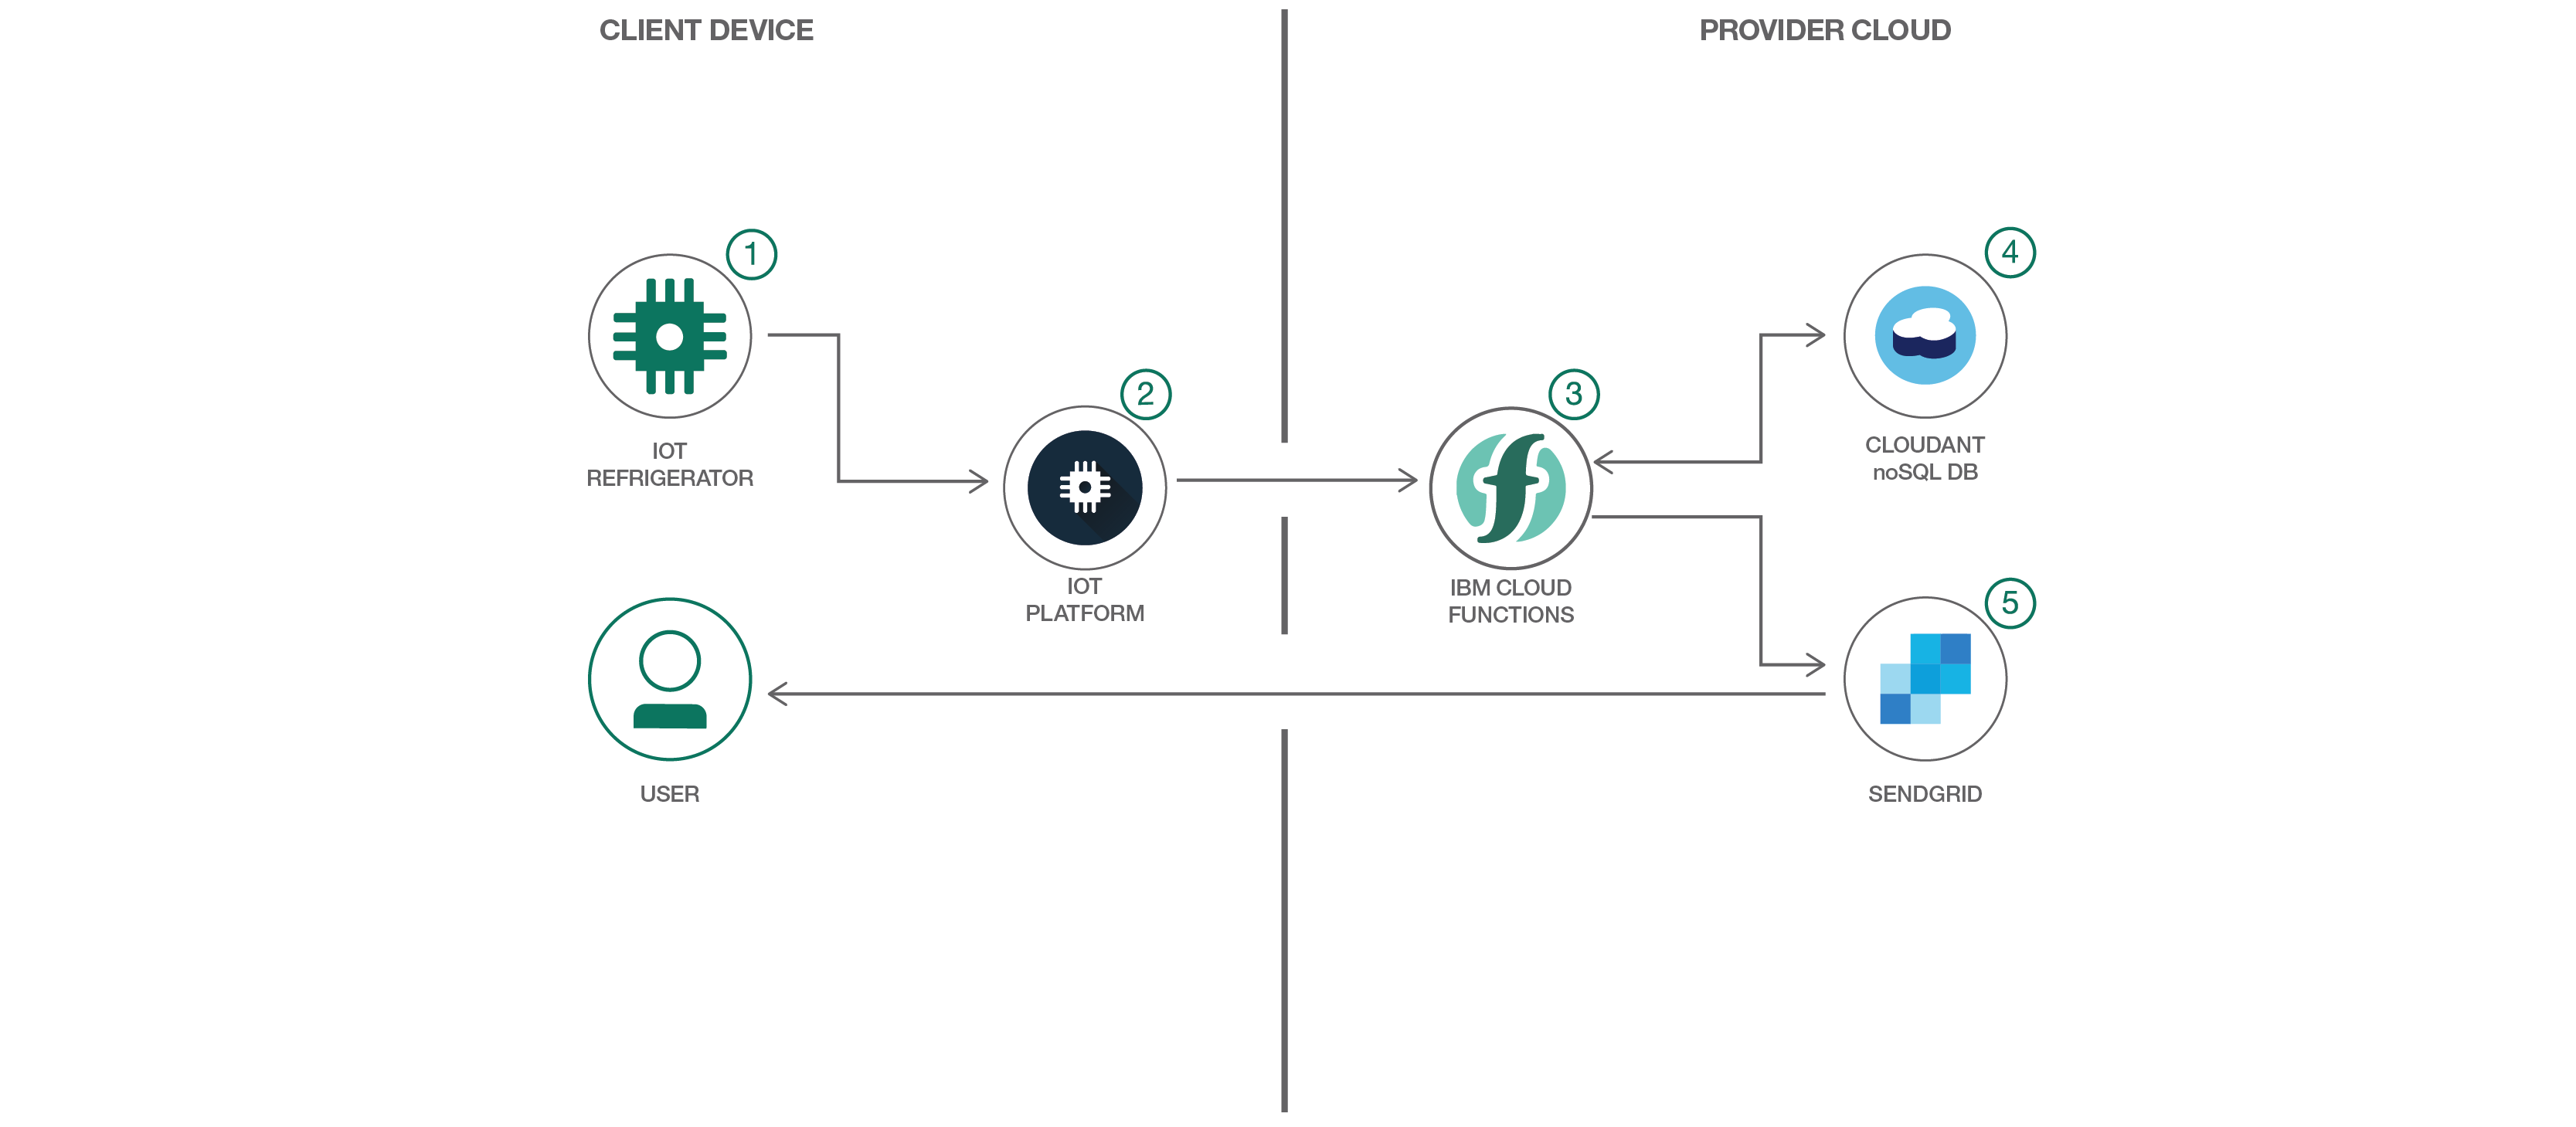 CLIENT DEVICE
PROVIDER CLOUD
1
IOT
REFRIGERATOR
2
IOT
PLATFORM
3
IBM CLOUD
FUNCTIONS
4
CLOUDANT
noSQL DB
5
SENDGRID
USER